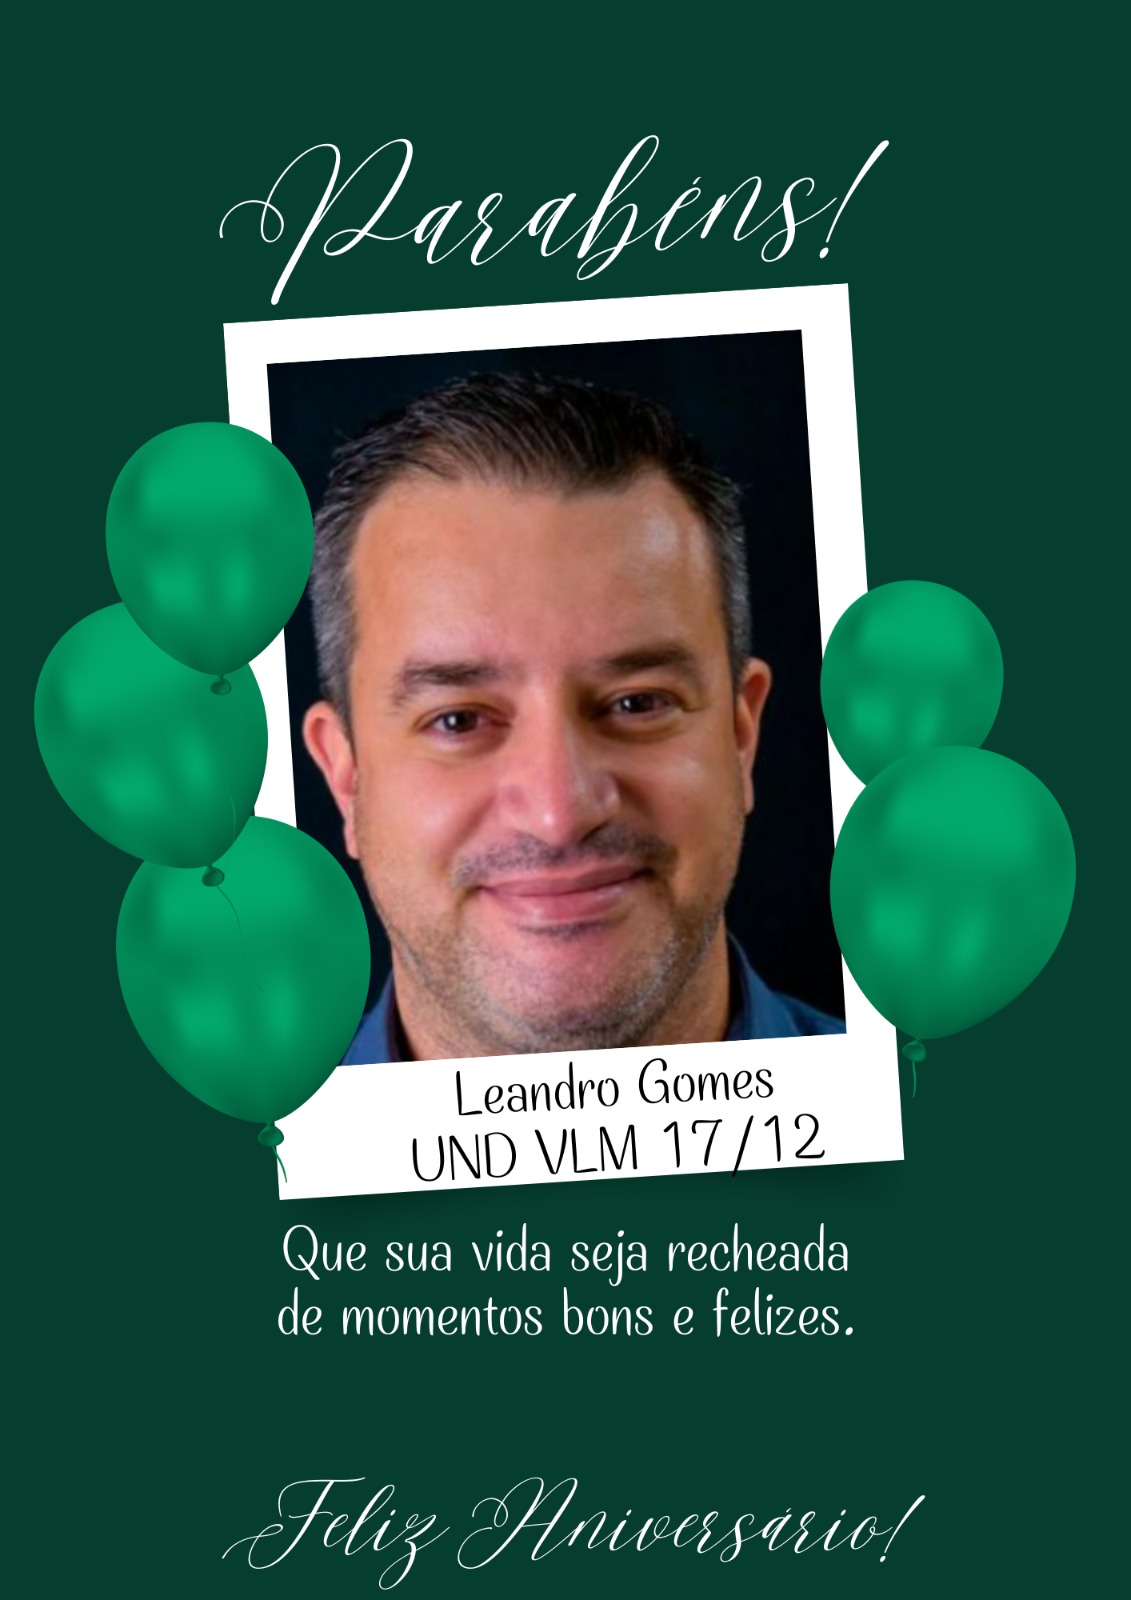 Parabéns!
Leandro Gomes
UND VLM 17/12
Que sua vida seja recheada
de momentos bons e felizes.
Feliz Aniversário!